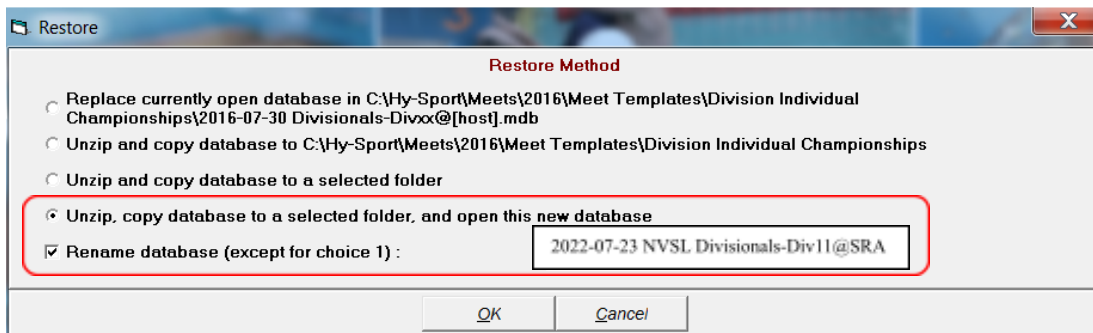 Restore
X
Restore Method
Replace currently open database in C:\Hy-Sport\Meets\2016\Meet Templates\Division Individual
Championships\2016-07-30 Divisionals-Divxx@[host].mdb
Unzip and copy database to C:\Hy-Sport\Meets\2016\Meet Templates\Division Individual Championships
Unzip and copy database to a selected folder
Unzip, copy database to a selected folder, and open this new database
Rename database (except for choice 1) : 2022-07-23 NVSL Divisionals-Div11@SRA
OK Cancel